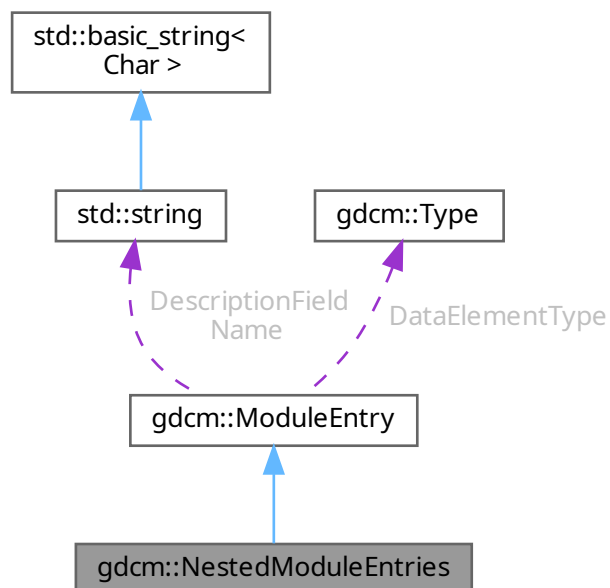 std::basic_string<
Char >
std::string
gdcm::Type
DescriptionField
Name
DataElementType
gdcm::ModuleEntry
gdcm::NestedModuleEntries